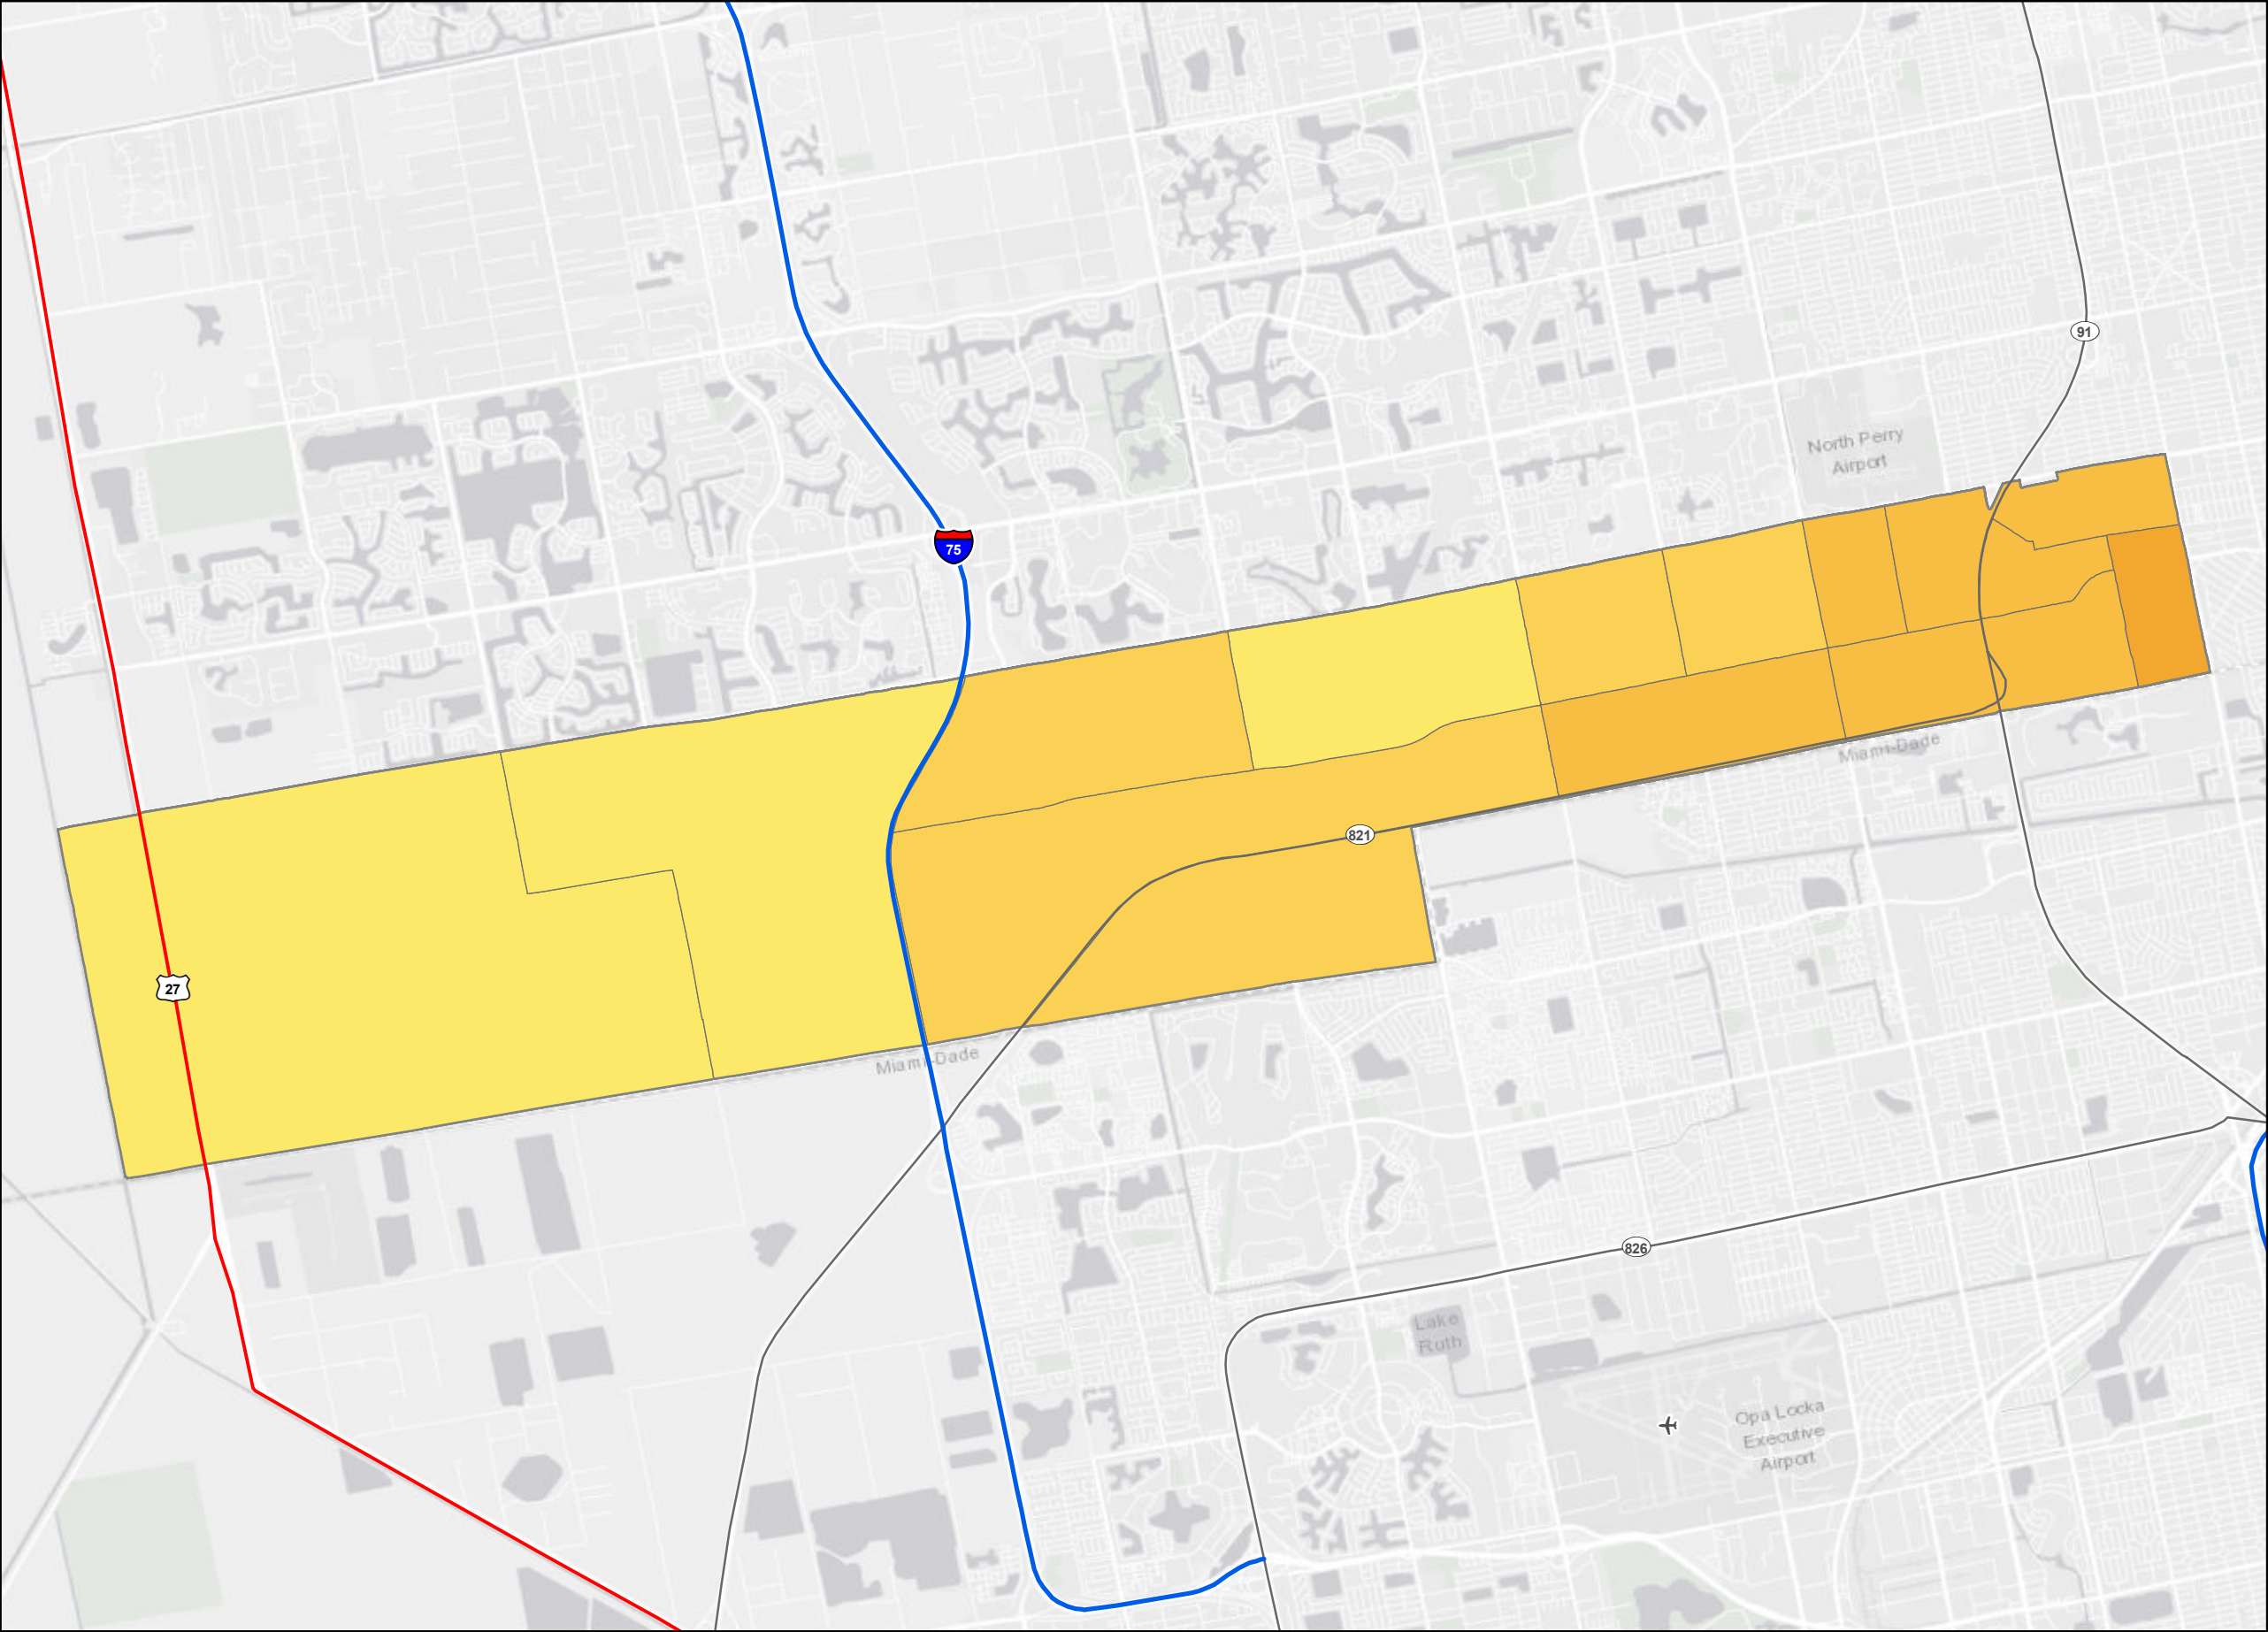 91
North Perry
Airport
75
Miami-Dade
821
27
Miami-Dade
826
Lake
Ruth
Opa Locka
Executive
Airport